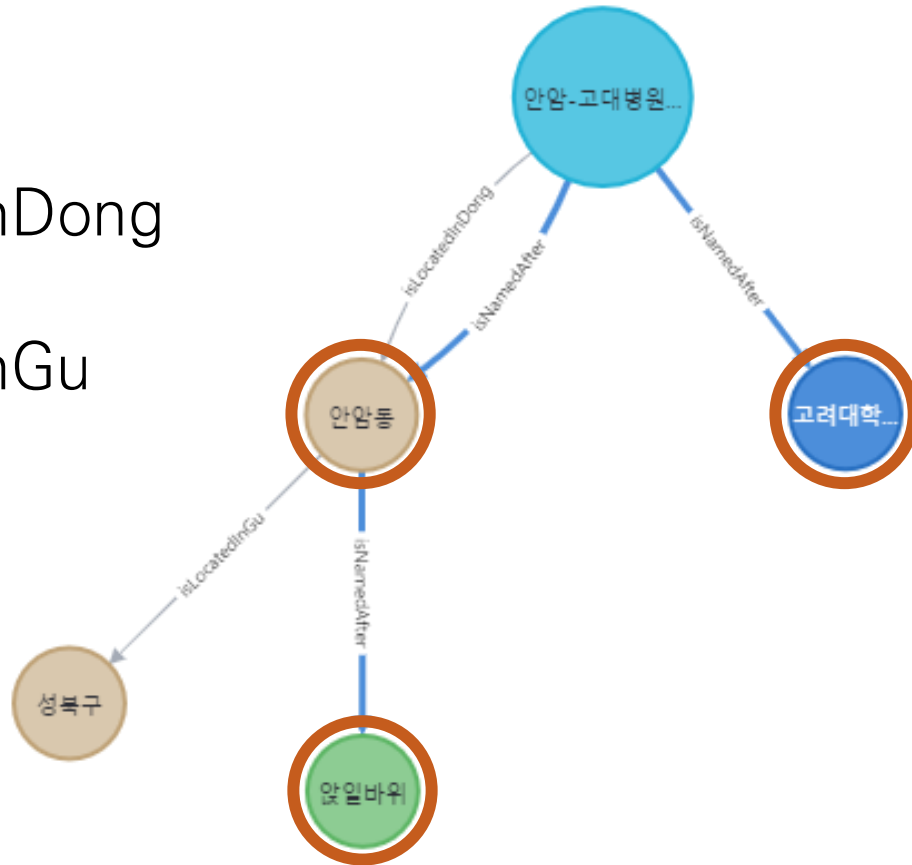 안암-고대병원...
nDong
isLocatedInDong
isNamedAfter
isNamedAfter
nGu
안암동
고려대학...
isLocatedInGu
isNamedAfter
성북구
앉일바위